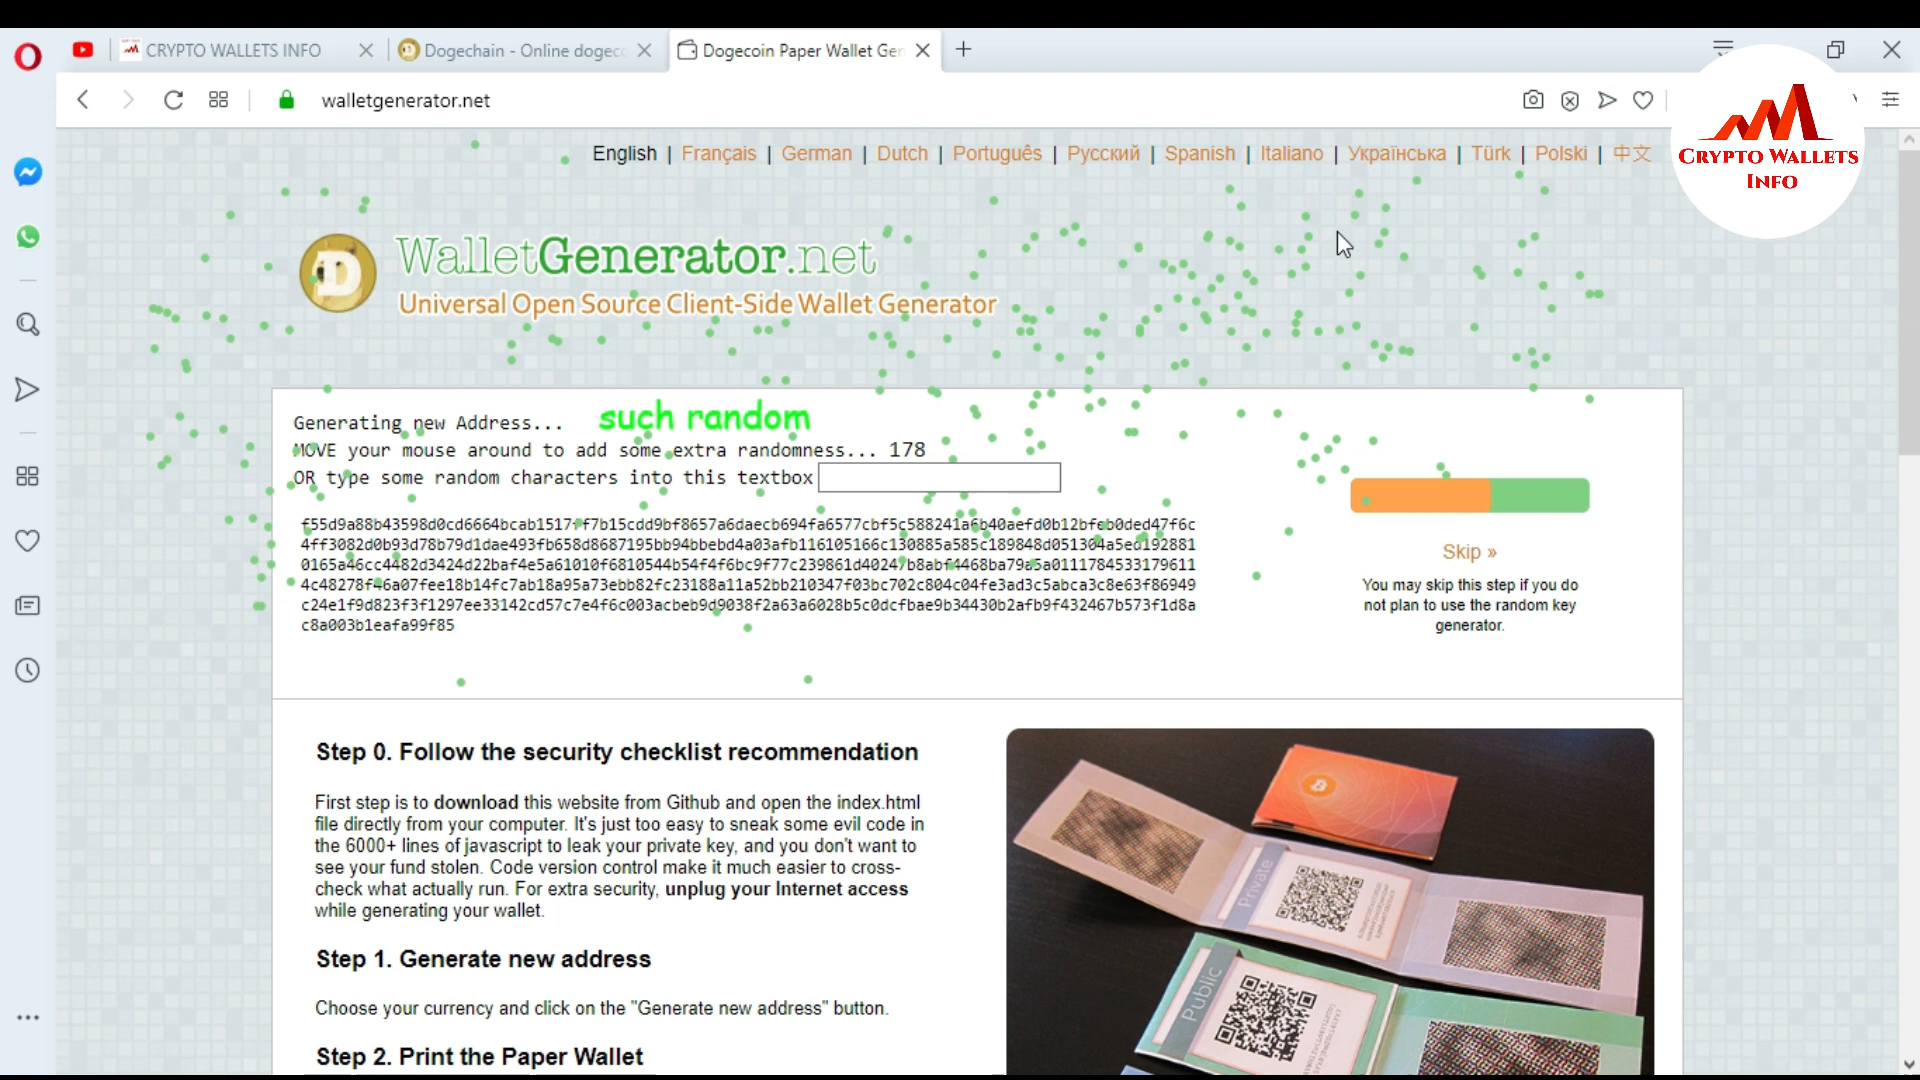 CRYPTO WALLETS INFO
Dogechain - Online dogeco
Dogecoin Paper Wallet Ger
walletgenerator.net
CRYPTO WALLETS
INFO
English | Français | German | Dutch | Português | Русский | Spanish | Italiano | Українська | Türk | Polski | 中文
WalletGenerator.net
Universal Open Source Client-Side Wallet Generator
Generating new Address... such random
MOVE your mouse around to add some extra randomness... 178
OR type some random characters into this textbox
4ff3082d0b93d78b79d1dae493fb658d8687195bb94bbebd4a03afb116105166c130885a585c189848d051304a5ed192881
c24e1f9d823f3f1297ee33142cd57c7e4f6c003acbeb9d9038f2a63a6028b5c0dcfbae9b34430b2afb9f432467b573f1d8a
c8a003b1eafa99f85
Skip »
You may skip this step if you do
not plan to use the random key
generator.
Step 0. Follow the security checklist recommendation
First step is to download this website from Github and open the index.html
file directly from your computer. It's just too easy to sneak some evil code in
the 6000+ lines of javascript to leak your private key, and you don't want to
see your fund stolen. Code version control make it much easier to cross-
check what actually run. For extra security, unplug your Internet access
while generating your wallet.
Step 1. Generate new address
Choose your currency and click on the "Generate new address" button.
Step 2. Print the Paper Wallet
Private
Public